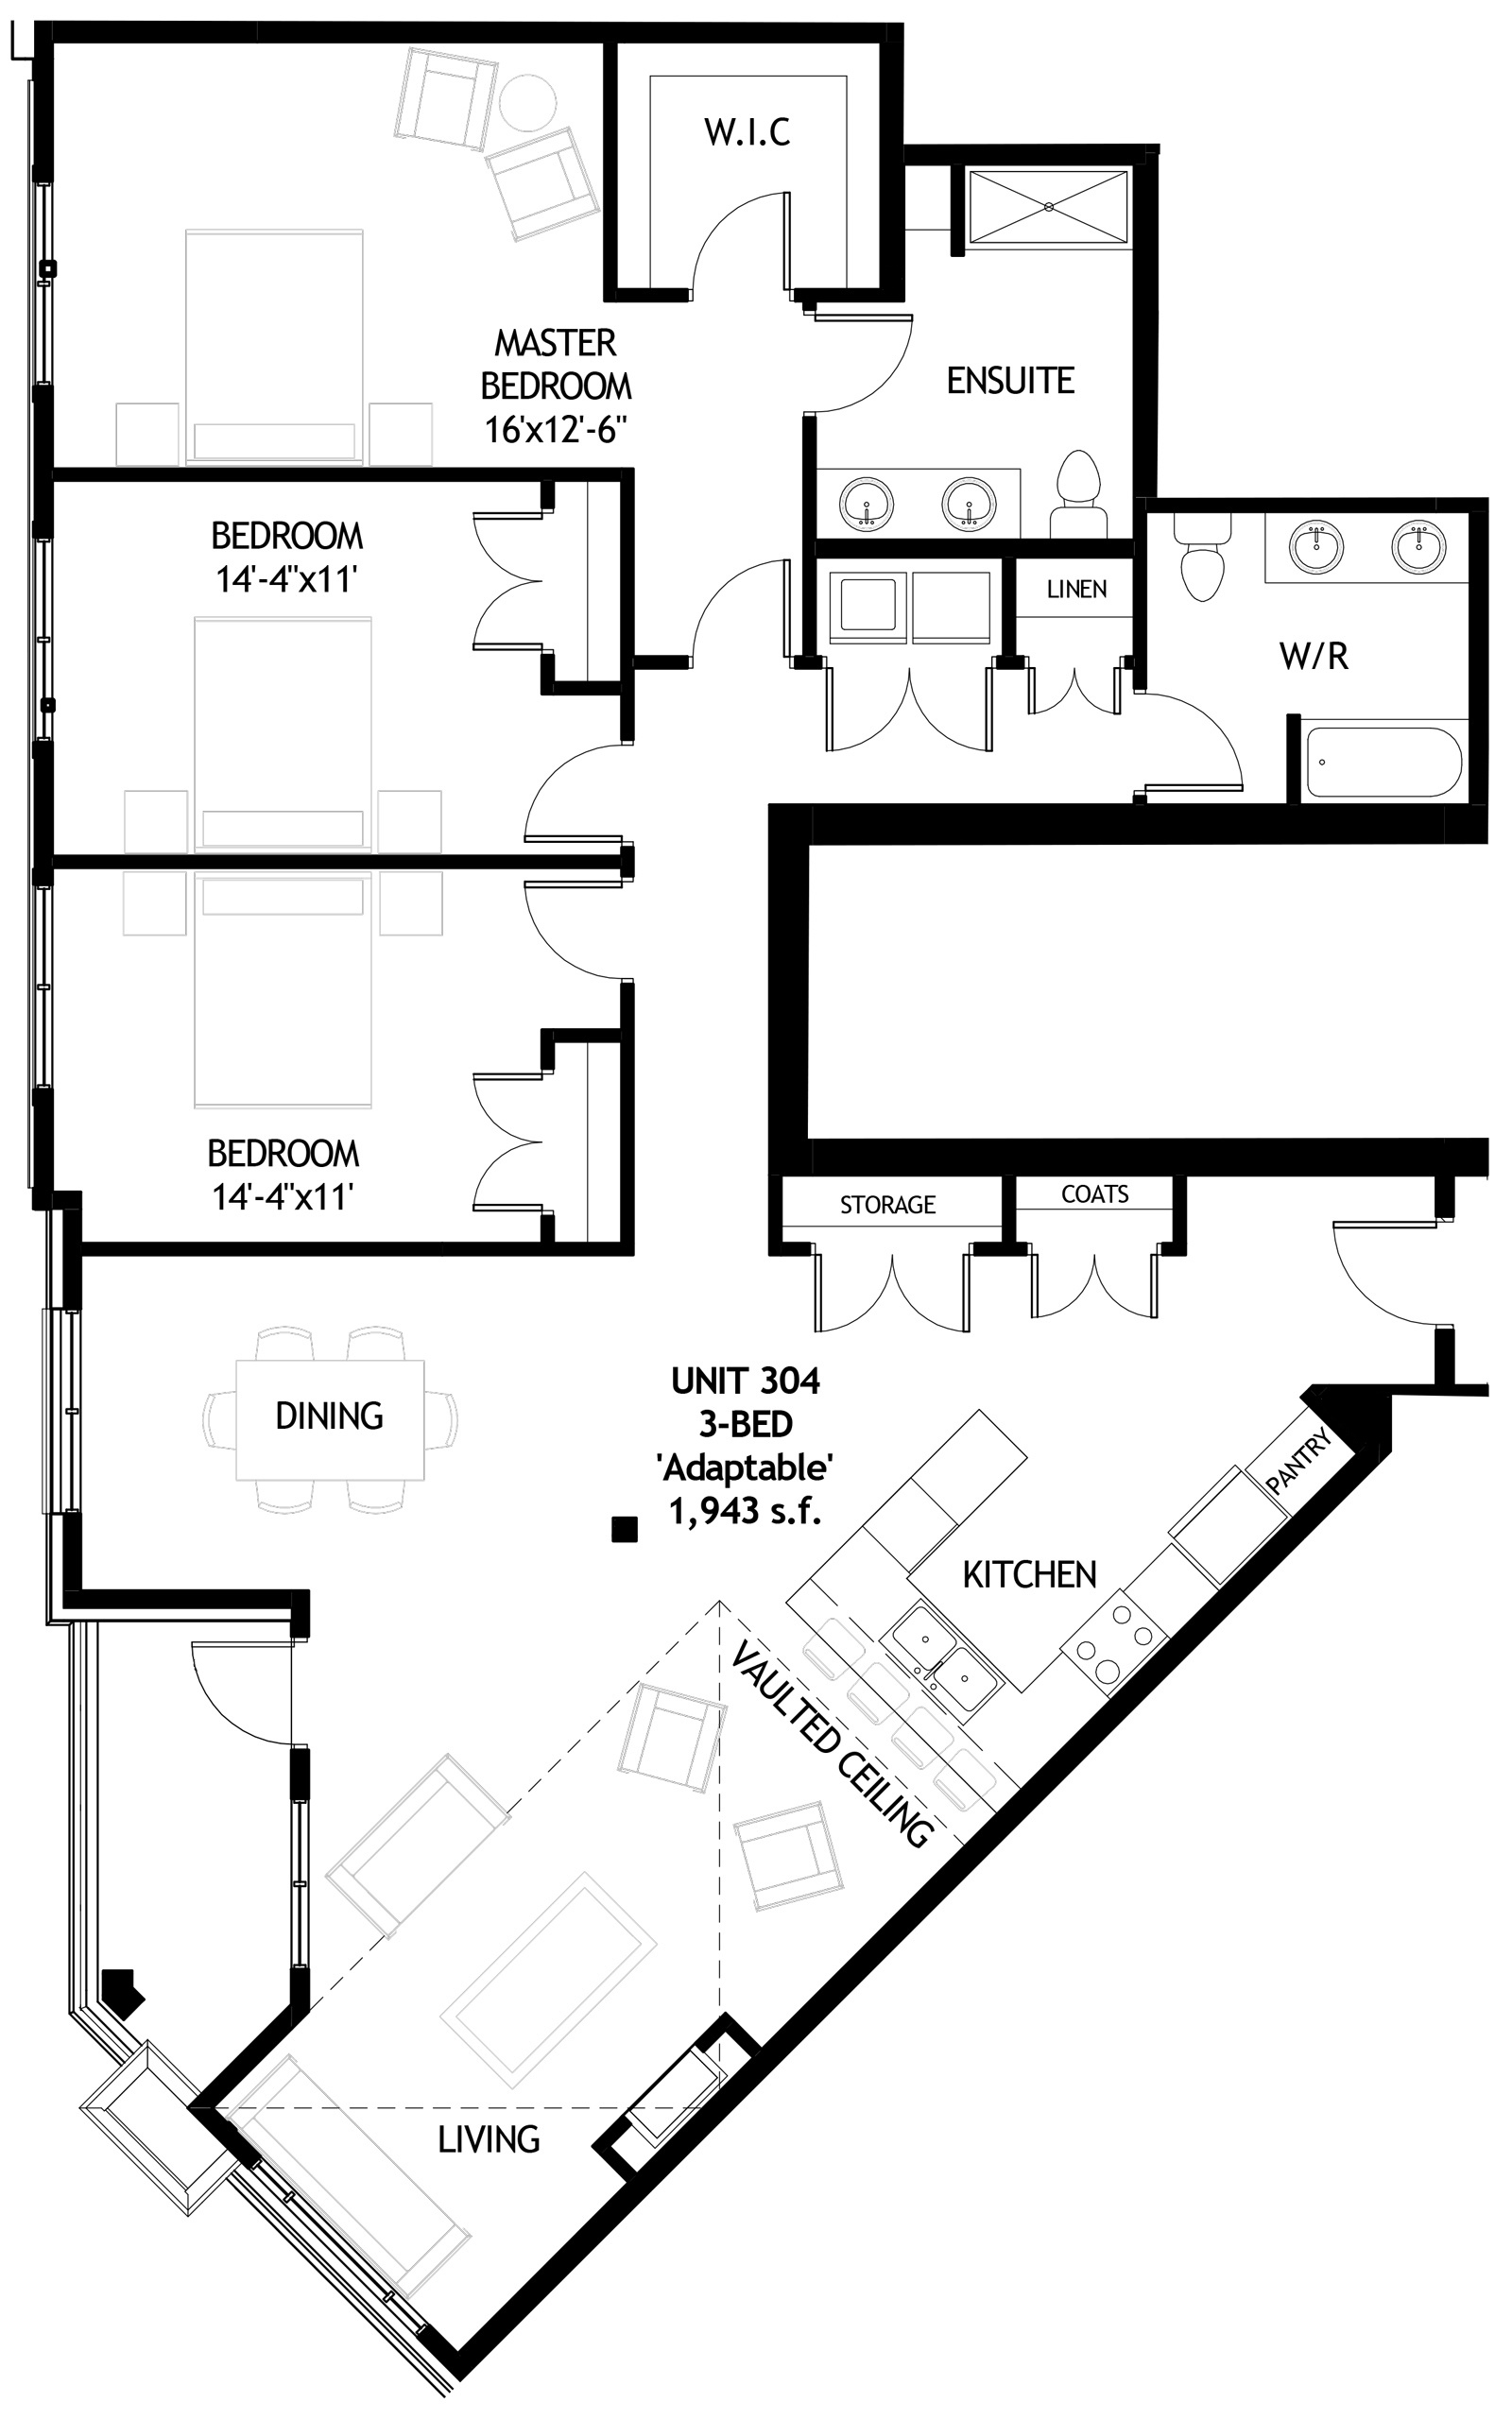 W.I.C
MASTER
BEDROOM
16'x12'-6"
ENSUITE
BEDROOM
14'-4"x11'
LINEN
W/R
BEDROOM
14'-4"x11'
STORAGE
COATS
DINING
UNIT 304
3-BED
'Adaptable'
1,943 s.f.
PANTRY
KITCHEN
VAULTED CEILING
LIVING